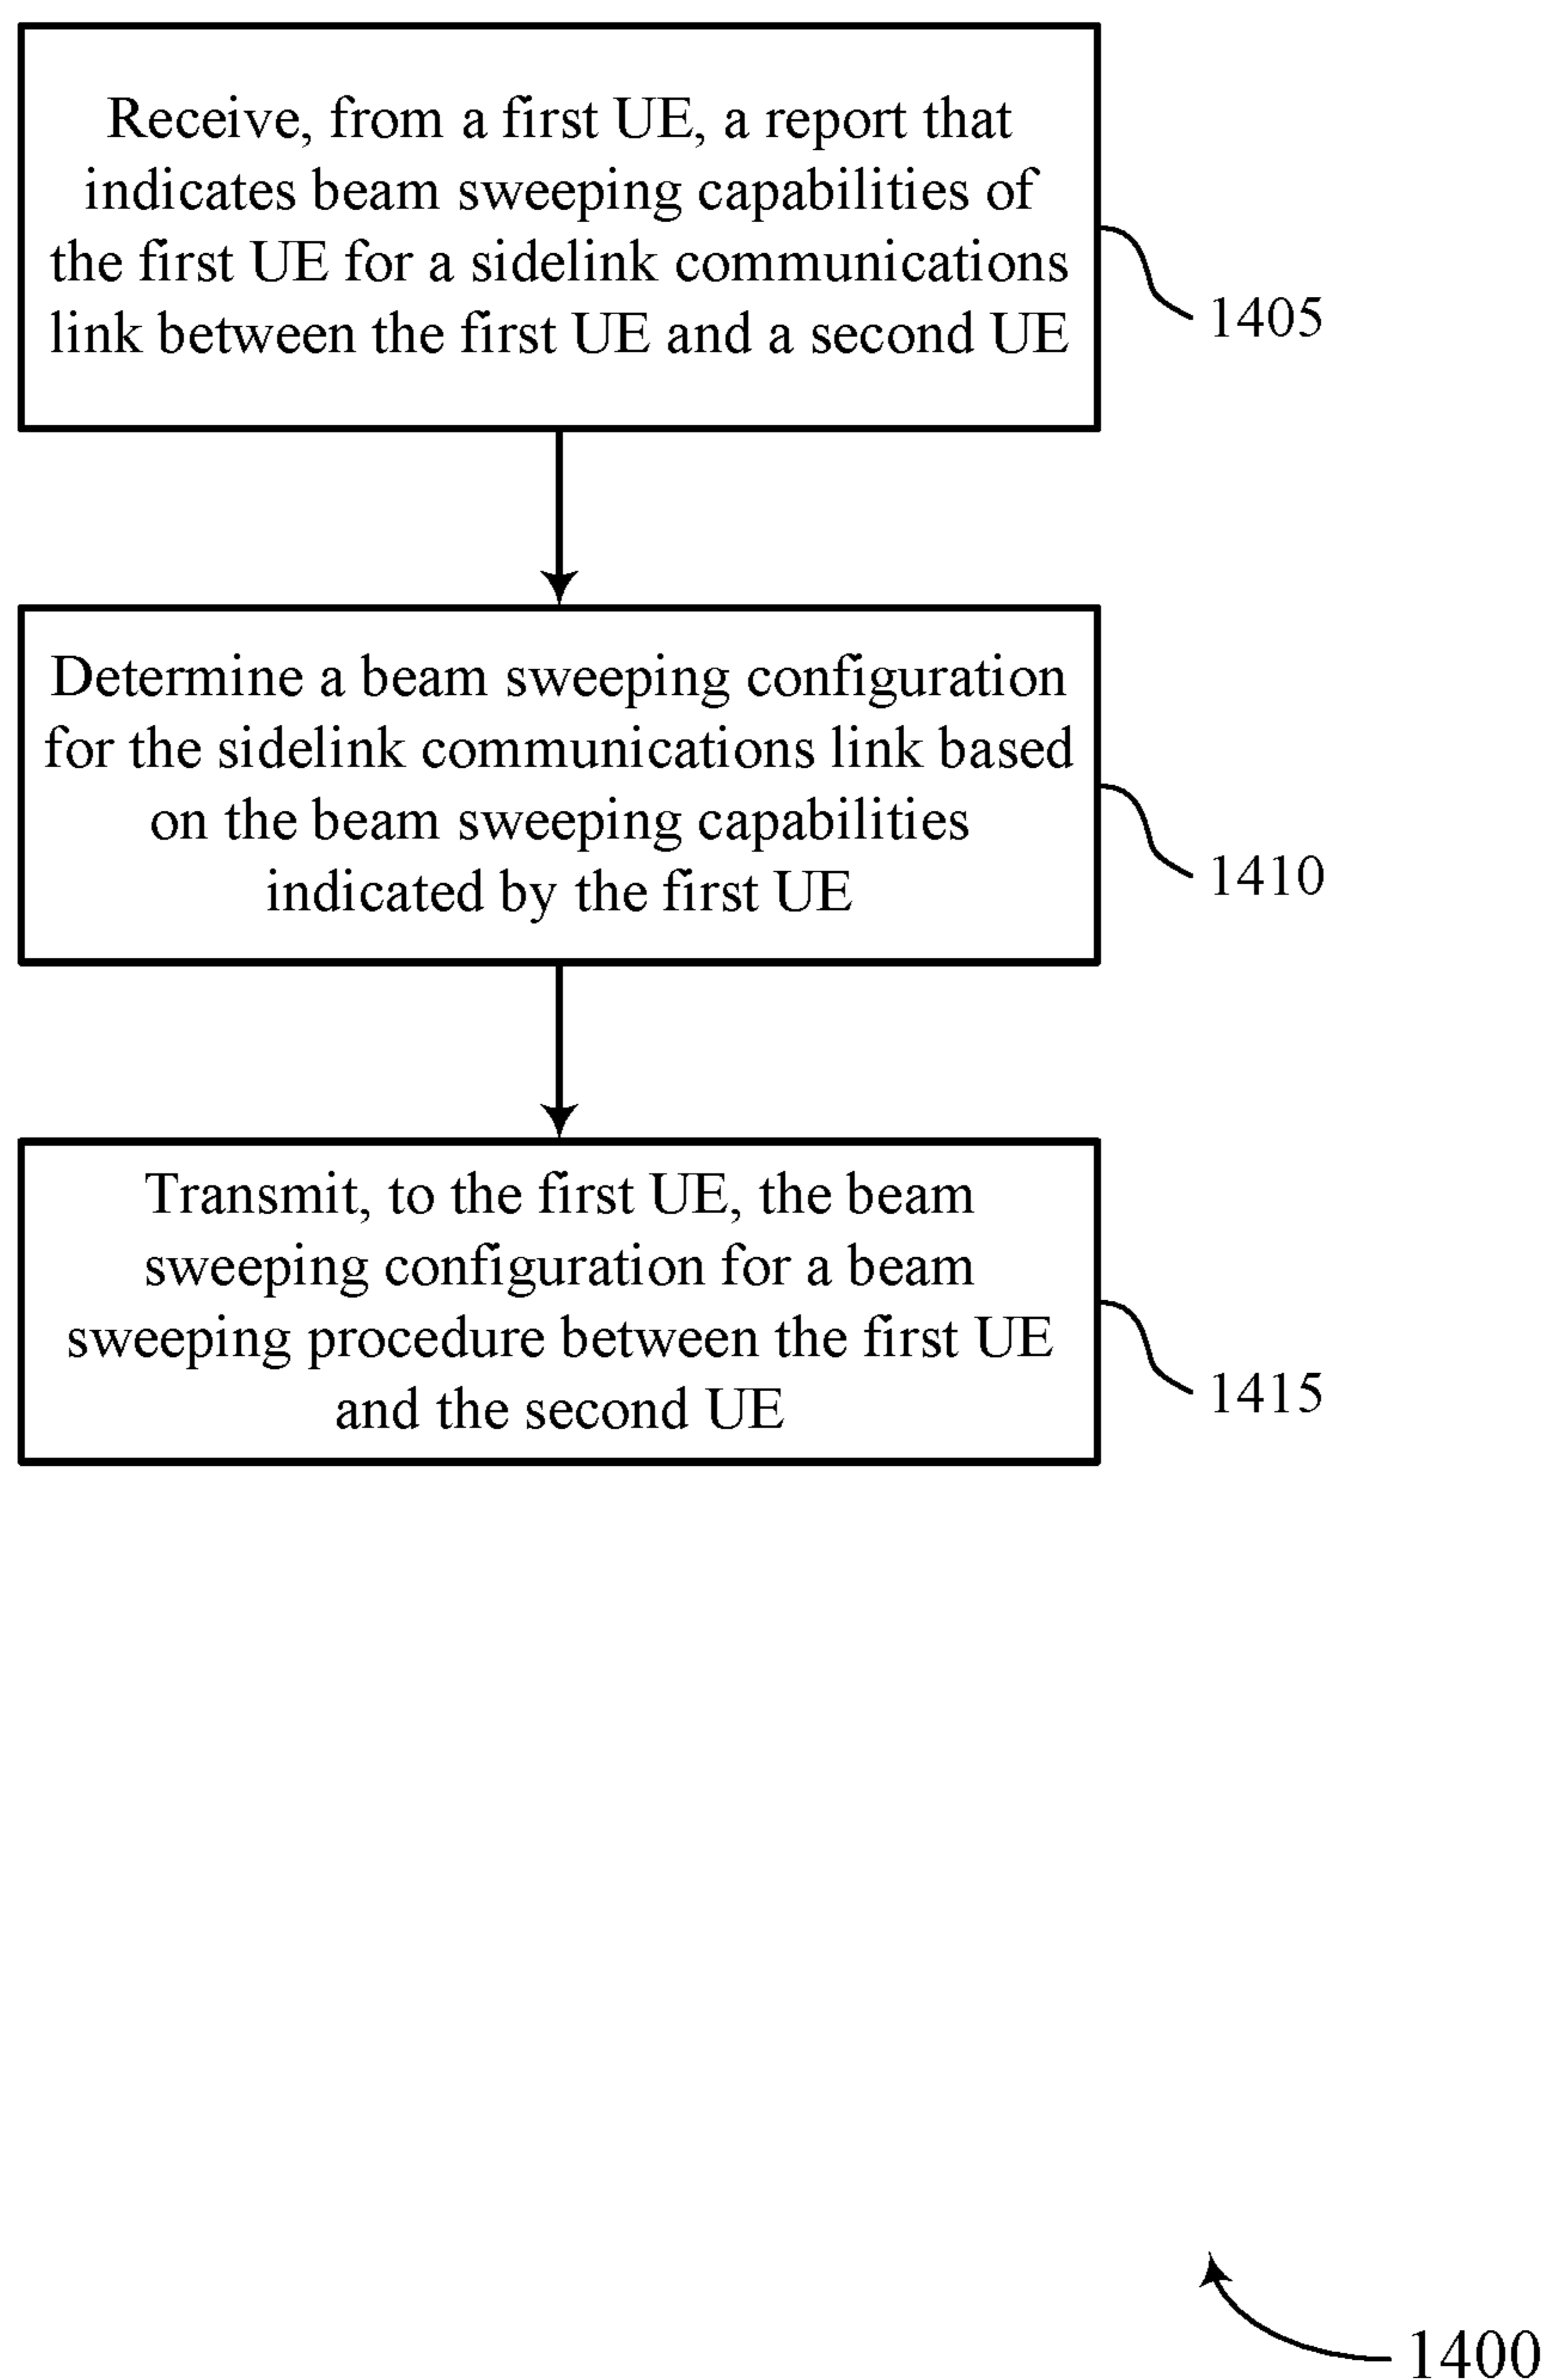 Receive, from a first UE, a report that
indicates beam sweeping capabilities of
the first UE for a sidelink communications
link between the first UE and a second UE
1405
Determine a beam sweeping configuration
for the sidelink communications link based
on the beam sweeping capabilities
indicated by the first UE
1410
Transmit, to the first UE, the beam
sweeping configuration for a beam
sweeping procedure between the first UE
and the second UE
1415
1400